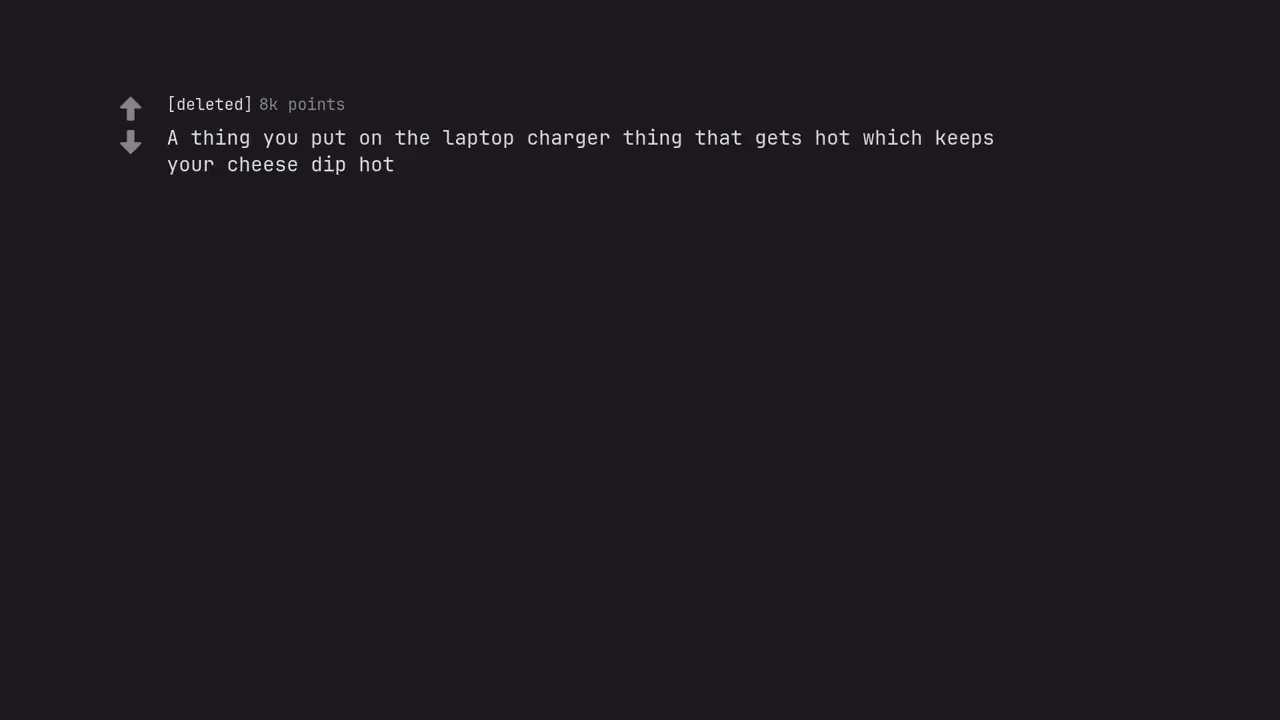 [deleted] 8k points
A thing you put on the laptop charger thing that gets hot which keeps
your cheese dip hot